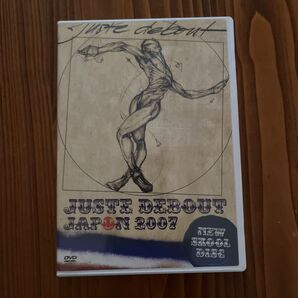 juste debout
JUSTE DEBOUT
JAPON 2007
NEW
SKOOL
DISC
DVD